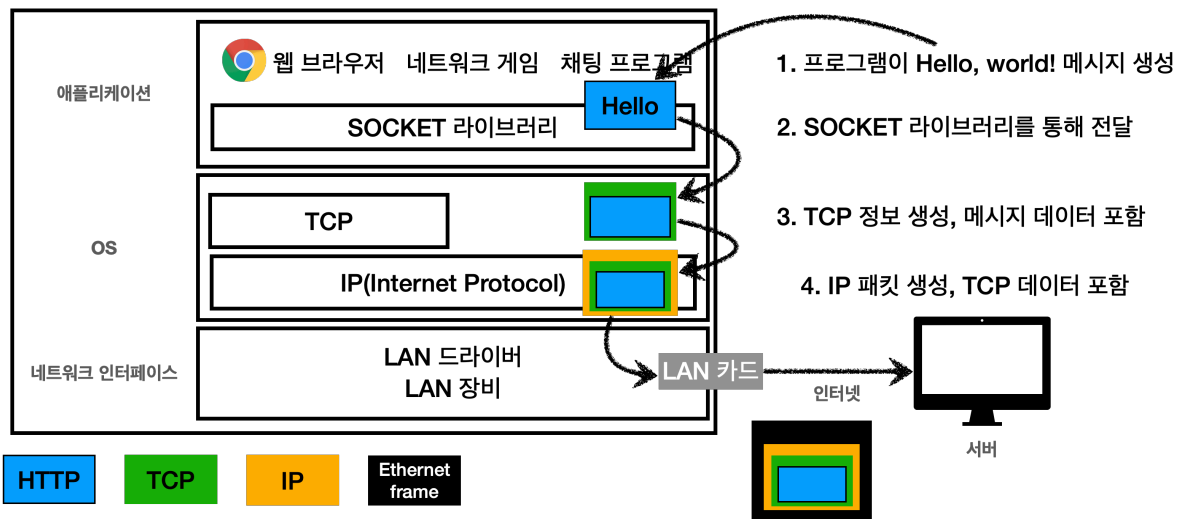 웹 브라우저 네트워크 게임 채팅 프로그램
1. 프로그램이 Hello, world! 메시지 생성
애플리케이션
Hello
SOCKET 라이브러리
2. SOCKET 라이브러리를 통해 전달
TCP
3. TCP 정보 생성, 메시지 데이터 포함
OS
IP(Internet Protocol)
4. IP 패킷 생성, TCP 데이터 포함
네트워크 인터페이스
LAN 드라이버
LAN 장비
LAN 카드
인터넷
서버
HTTP
TCP
IP
Ethernet
frame